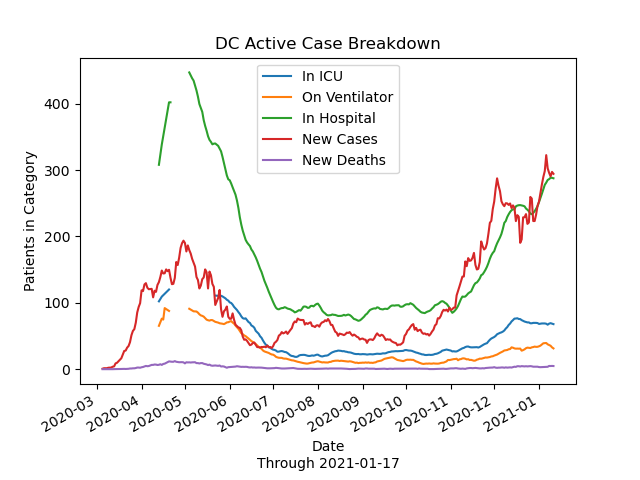 DC Active Case Breakdown
In ICU
On Ventilator
In Hospital
New Cases
New Deaths
Patients in Category
400
300
200
100
0
2020-03
2020-04
2020-05
2020-06
2020-07
2020-08
2020-09
2020-10
2020-11
2020-12
2021-01
Date
Through 2021-01-17